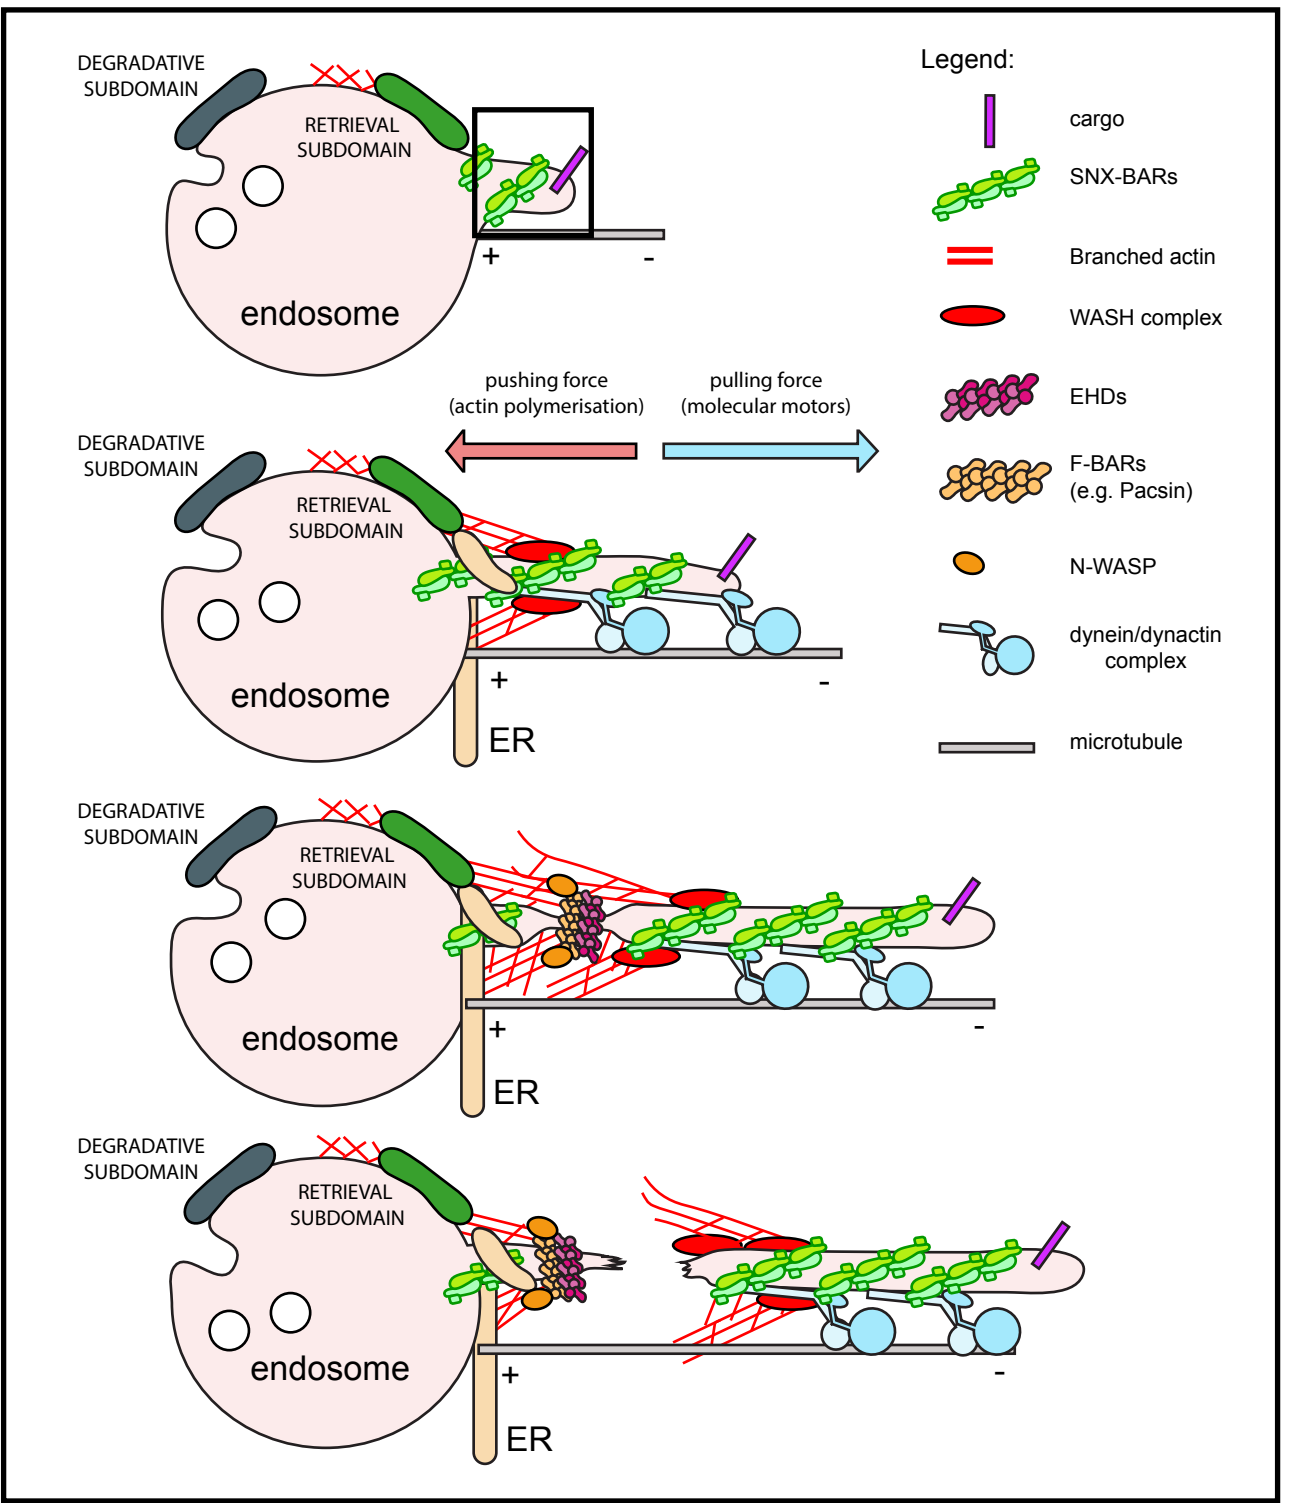 DEGRADATIVE
SUBDOMAIN
RETRIEVAL
SUBDOMAIN
endosome
+
-
Legend:
cargo
SNX-BARs
Branched actin
WASH complex
EHDs
F-BARs
(e.g. Pacsin)
N-WASP
dynein/dynactin
complex
microtubule
pushing force
(actin polymerisation)
pulling force
(molecular motors)
DEGRADATIVE
SUBDOMAIN
RETRIEVAL
SUBDOMAIN
endosome
+
-
ER
DEGRADATIVE
SUBDOMAIN
RETRIEVAL
SUBDOMAIN
endosome
+
-
ER
DEGRADATIVE
SUBDOMAIN
RETRIEVAL
SUBDOMAIN
endosome
+
-
ER